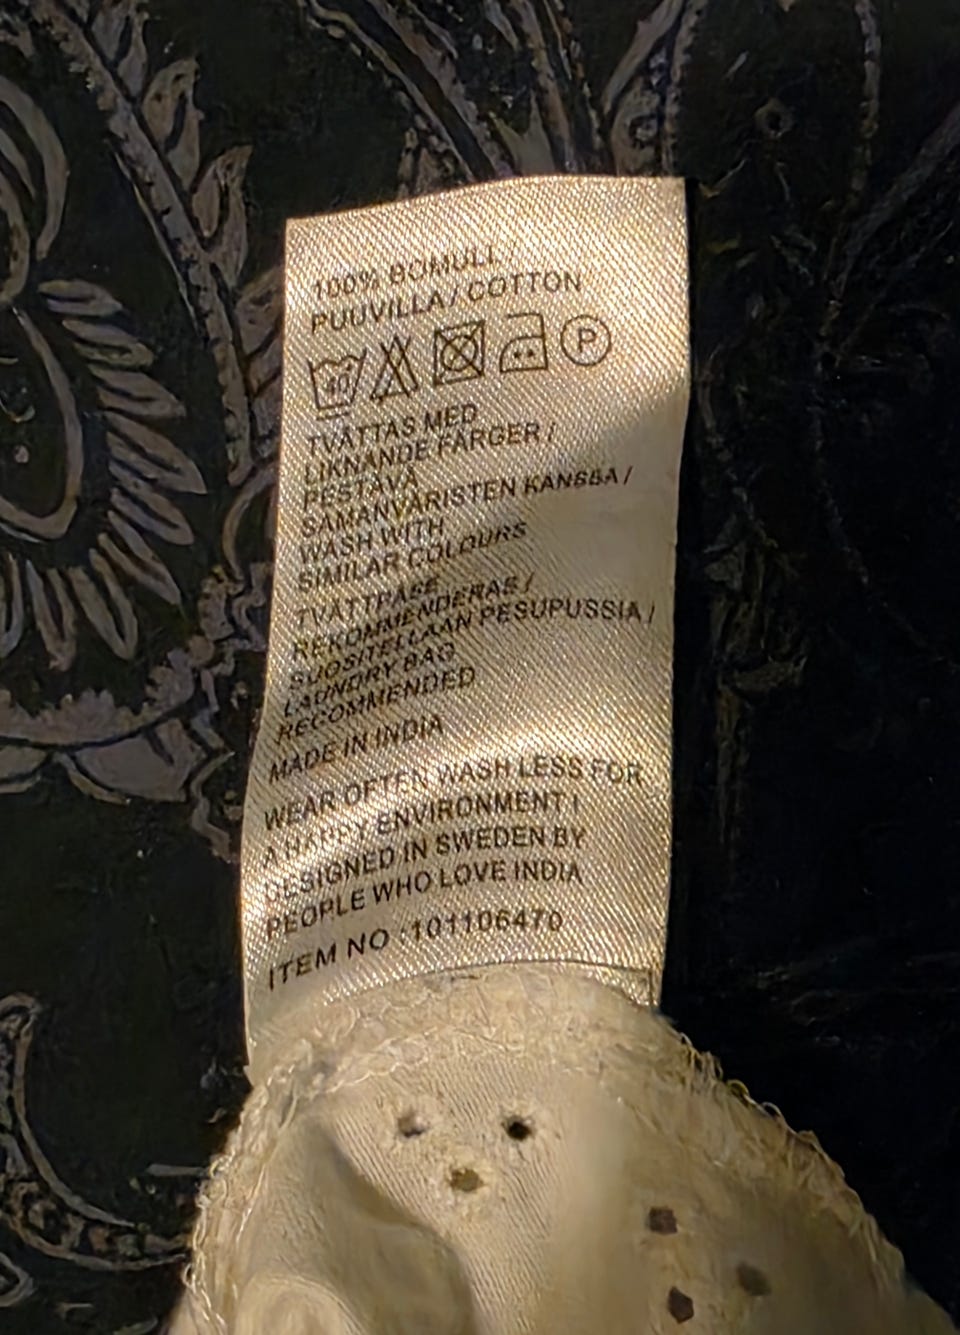 100% BOMULL /
PUUVILLA / COTTON
40 P
TVÄTTAS MED
LIKNANDE FÄRGER /
PESTÄVÄ
SAMANVÄRISTEN KANSSA /
WASH WITH
SIMILAR COLOURS
TVÄTTPÅSE
REKOMMENDERAS /
SUOSITELLAAN PESUPUSSIA /
LAUNDRY BAG
RECOMMENDED
MADE IN INDIA
WEAR OFTEN WASH LESS FOR
A HAPPY ENVIRONMENT !
DESIGNED IN SWEDEN BY
PEOPLE WHO LOVE INDIA
ITEM NO :101106470